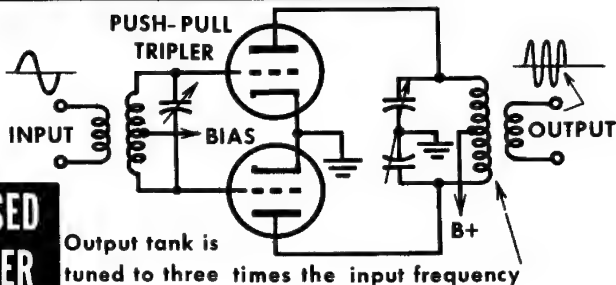 PUSH-PULL
TRIPLER
INPUT
BIAS
OUTPUT
B+
SED
ER
Output tank is
tuned to three times the input frequency